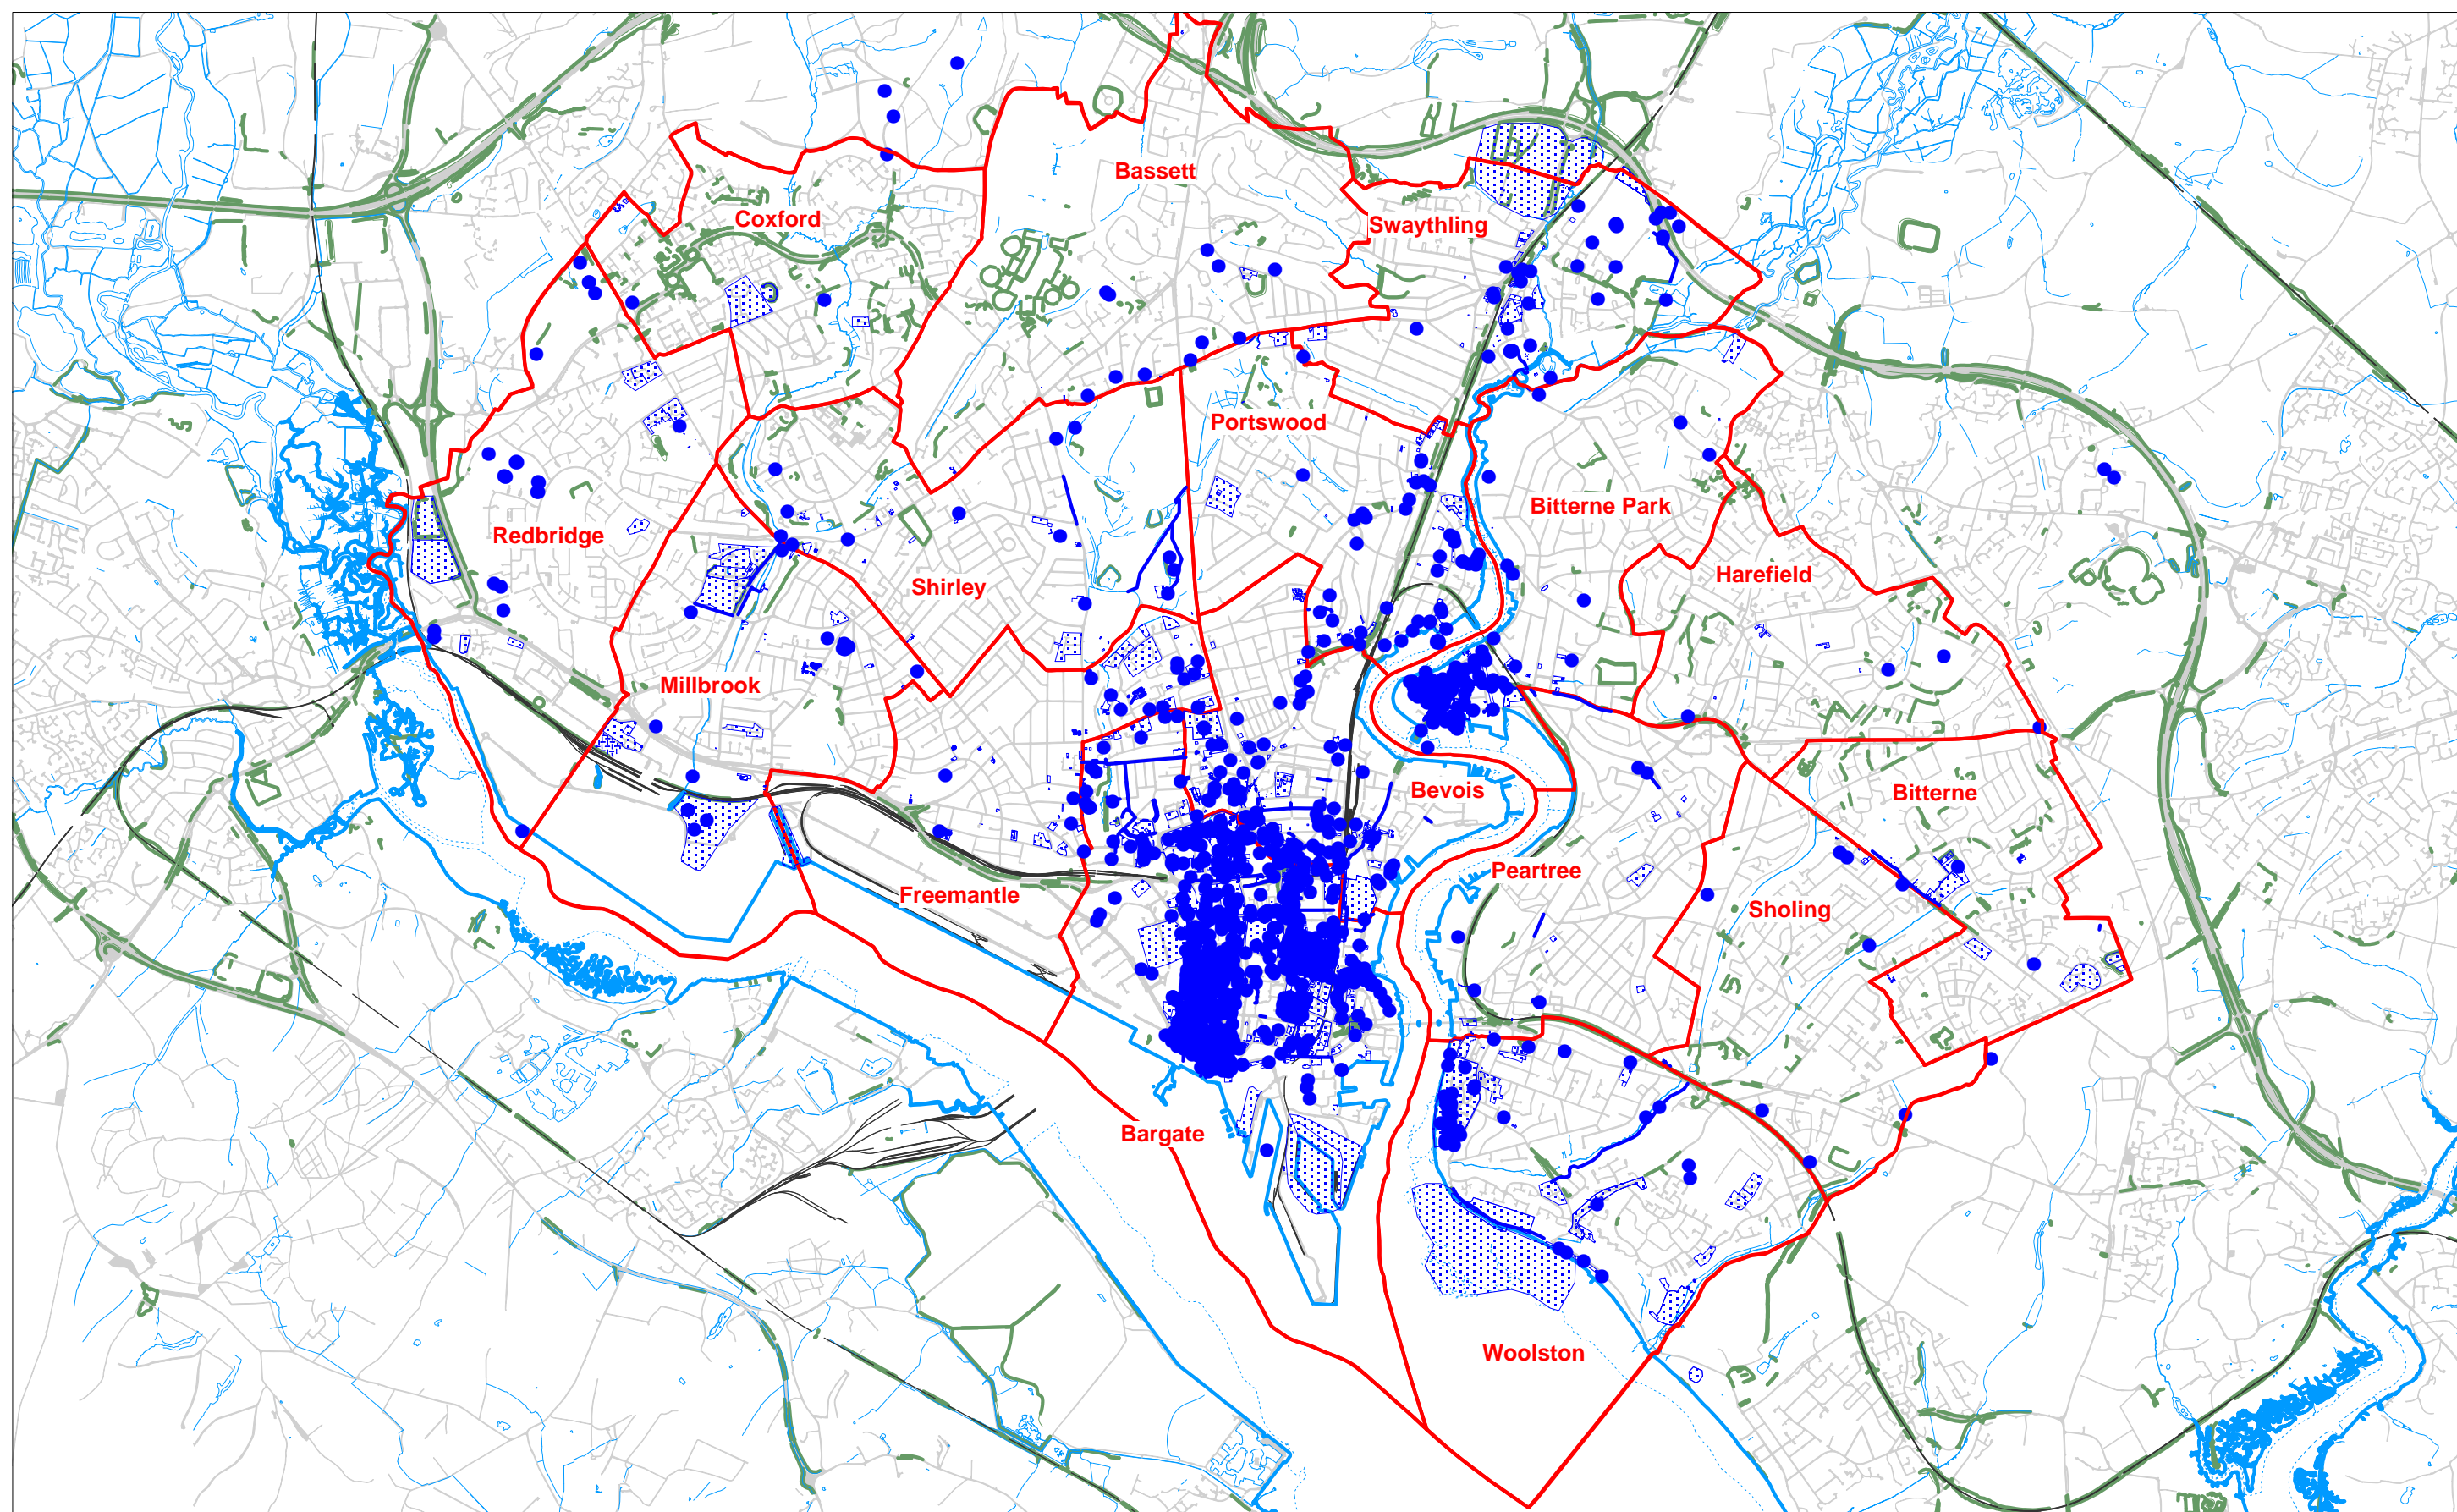 Bassett
Coxford
Swaythling
Portswood
Bitterne Park
Redbridge
Harefield
Shirley
Millbrook
Bevois
Bitterne
Peartree
Freemantle
Sholing
Bargate
Woolston